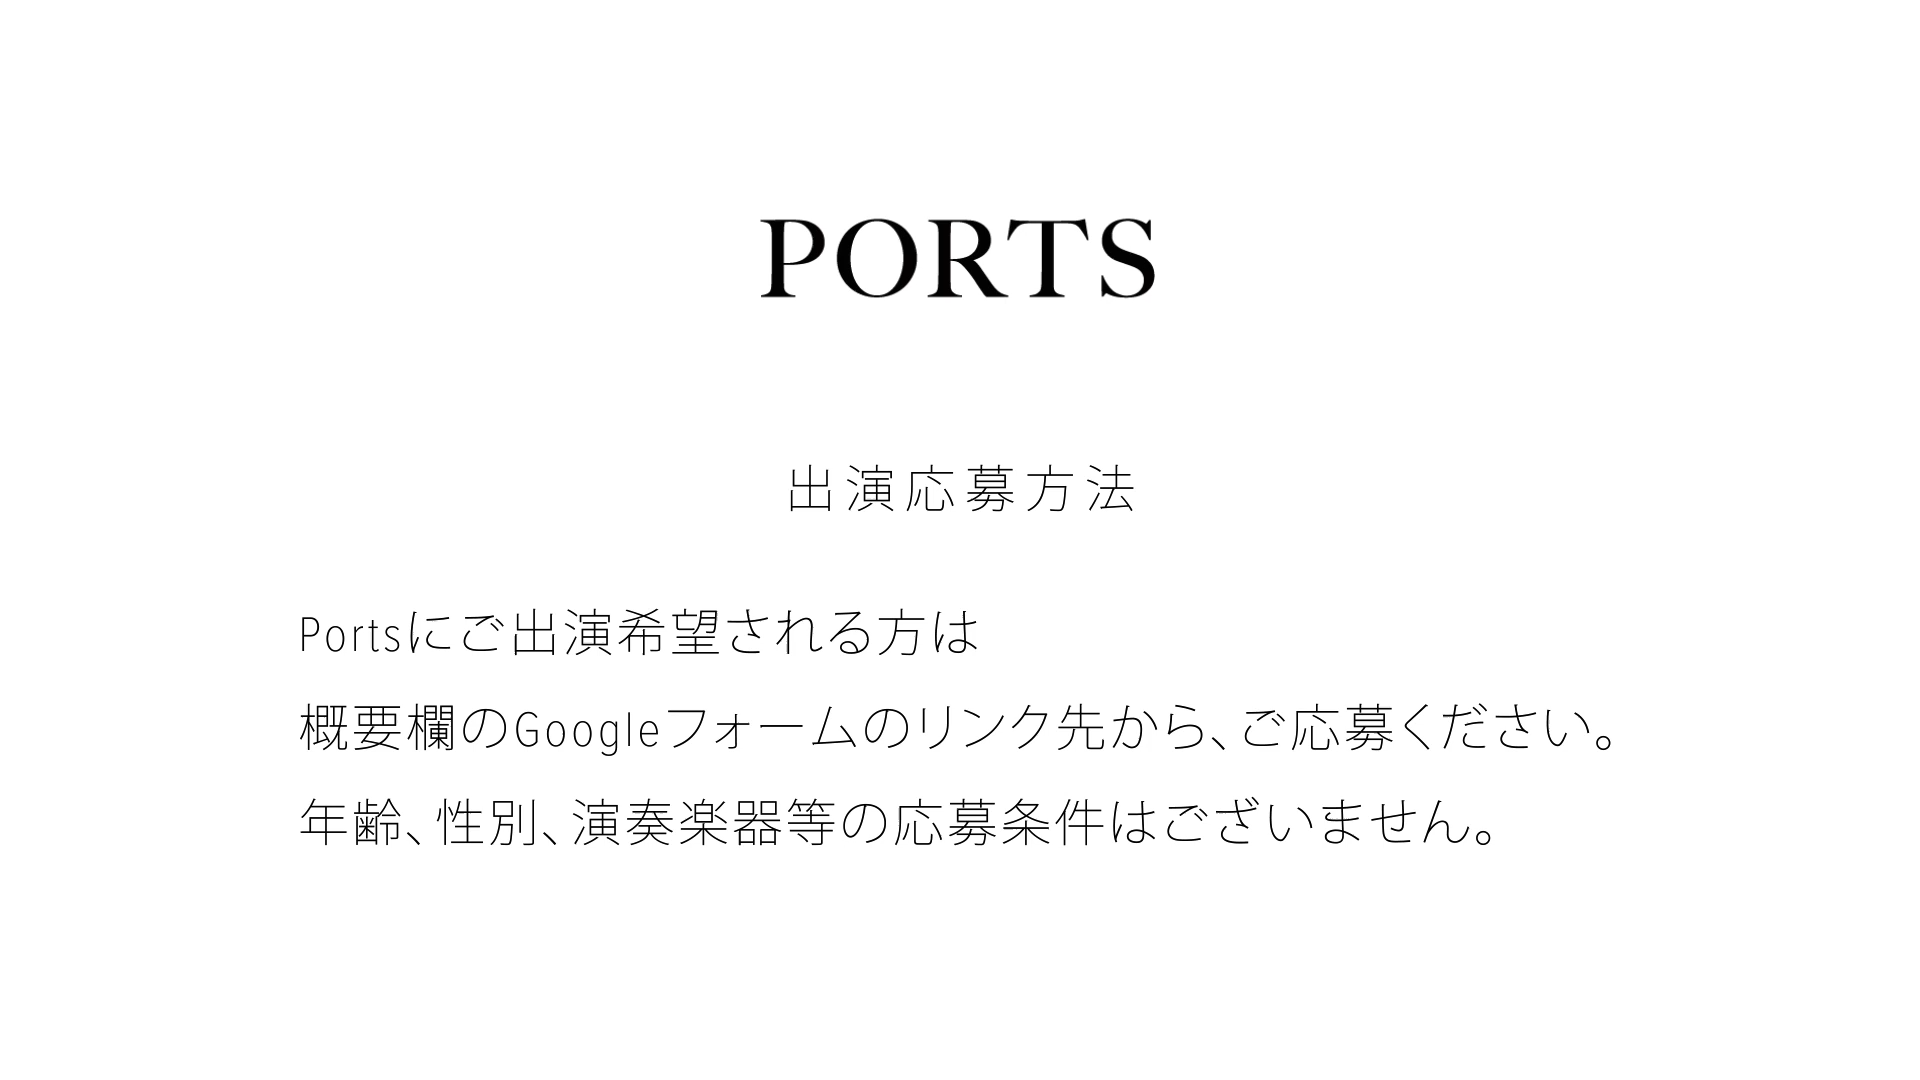 PORTS
出演応募方法
Portsにご出演希望される方は
概要欄のGoogleフォームのリンク先から、ご応募ください。
年齢、性別、演奏楽器等の応募条件はございません。